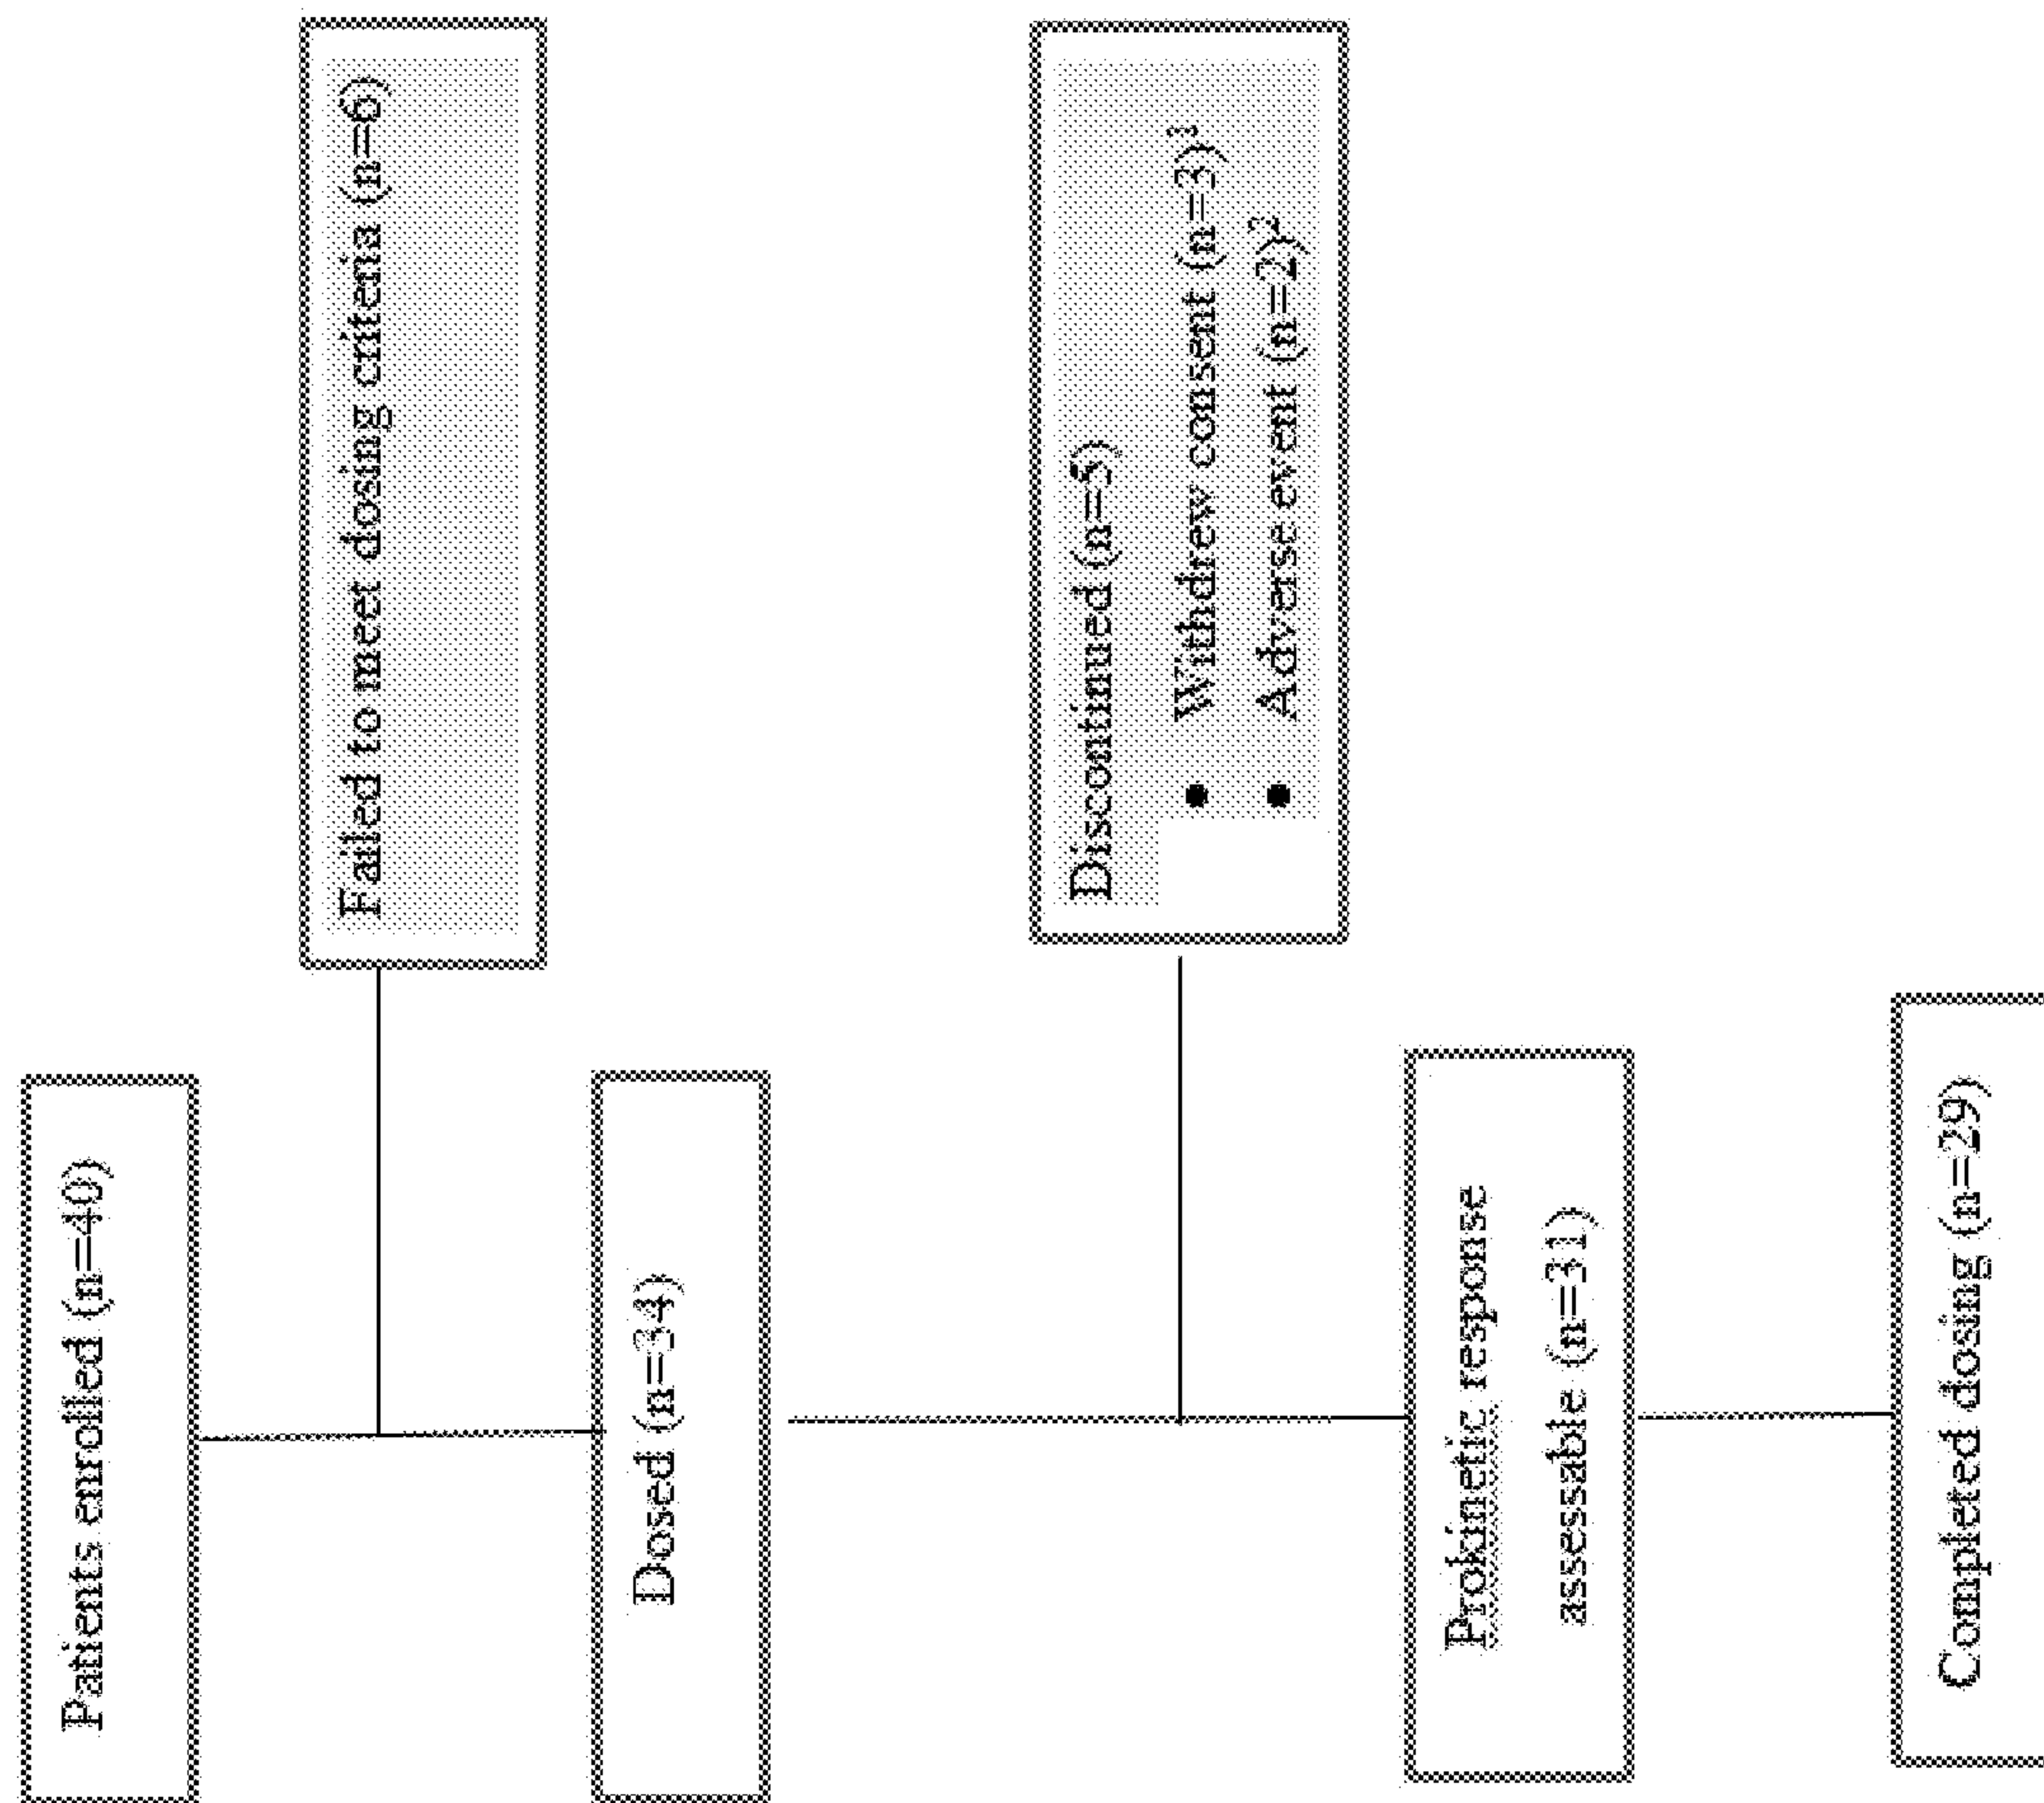 Patients enrolled (n=40)
Failed to meet dosing criteria (n=6)
Dosed (n=34)
Discontinued (n=5)
• Withdrew consent (n=3)¹
• Adverse event (n=2)²
Prokinetic response
assessable (n=31)
Completed dosing (n=29)